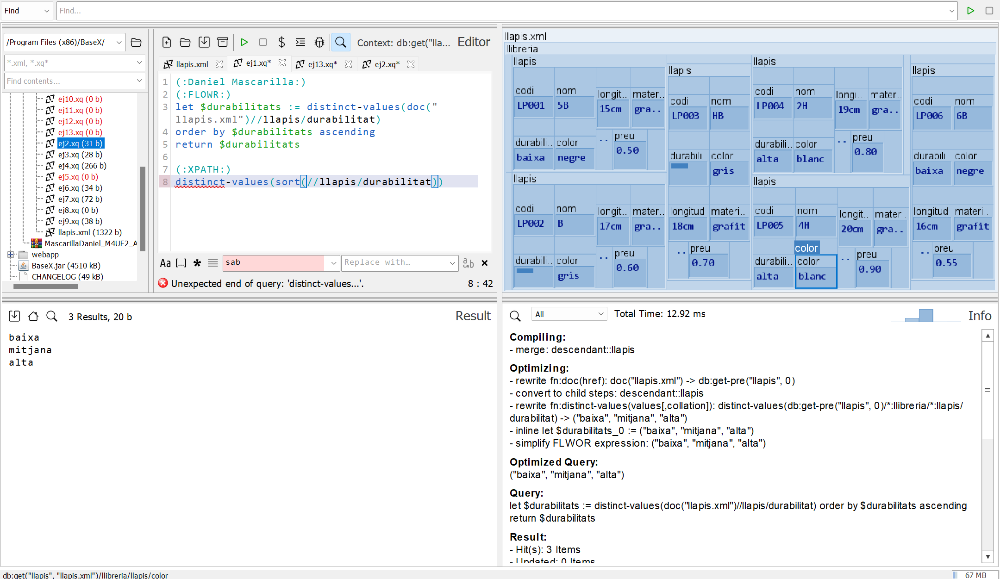 Find
Find...
/Program Files (x86)/BaseX/
*.xml, *.xq*
Find contents...
ej10.xq (0 b)
ej11.xq (0 b)
ej12.xq (0 b)
ej13.xq (0 b)
ej2.xq (31 b)
ej3.xq (28 b)
ej4.xq (266 b)
ej5.xq (0 b)
ej6.xq (34 b)
ej7.xq (72 b)
ej8.xq (0 b)
ej9.xq (38 b)
llapis.xml (1322 b)
MascarillaDaniel_M4UF2_A
webapp
BaseX.jar (4510 kB)
CHANGELOG (49 kB)
Context: db:get("lla...
Editor
llapis.xml
ej1.xq*
ej13.xq*
ej2.xq*
1 (:Daniel Mascarilla:)
2 (:FLOWR:)
3 let $durabilitats := distinct-values(doc("
llapis.xml")//llapis/durabilitat)
4 order by $durabilitats ascending
5 return $durabilitats
6
7 (:XPATH:)
8 distinct-values(sort(//llapis/durabilitat))
Aa [..] *
sab
Replace with...
Unexpected end of query: 'distinct-values...'.
8 : 42
llapis.xml
llibreria
llapis
codi
LP001
nom
5B
longit..
15cm
mater..
gra..
durabili..
baixa
color
negre
..
preu
0.50
llapis
codi
LP002
nom
B
longit..
17cm
mater..
gra..
durabili..
color
gris
..
preu
0.60
llapis
codi
LP003
nom
HB
durabili..
color
gris
longitud
18cm
materi..
grafit
..
preu
0.70
llapis
codi
LP004
nom
2H
longi..
19cm
mater..
gra..
durabili..
alta
color
blanc
..
preu
0.80
llapis
codi
LP005
nom
4H
longit..
20cm
mater..
gra..
color
durabili..
alta
color
blanc
..
preu
0.90
llapis
codi
LP006
nom
6B
durabili..
baixa
color
negre
longitud
16cm
materi..
grafit
..
preu
0.55
3 Results, 20 b
Result
baixa
mitjana
alta
All
Total Time: 12.92 ms
Info
Compiling:
- merge: descendant::llapis
Optimizing:
- rewrite fn:doc(href): doc("llapis.xml") -> db:get-pre("llapis", 0)
- convert to child steps: descendant::llapis
- rewrite fn:distinct-values(values[,collation]): distinct-values(db:get-pre("llapis", 0)/*:llibreria/*:llapis/
durabilitat) -> ("baixa", "mitjana", "alta")
- inline let $durabilitats_0 := ("baixa", "mitjana", "alta")
- simplify FLWOR expression: ("baixa", "mitjana", "alta")
Optimized Query:
("baixa", "mitjana", "alta")
Query:
let $durabilitats := distinct-values(doc("llapis.xml")//llapis/durabilitat) order by $durabilitats ascending
return $durabilitats
Result:
- Hit(s): 3 Items
- Updated: 0 Items
db:get("llapis", "llapis.xml")/llibreria/llapis/color
67 MB